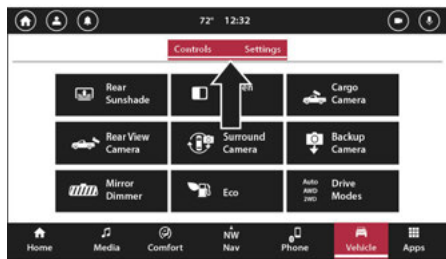 72° 12:32
Controls Settings
Rear
Sunshade
Cargo
Camera
Rear View
Camera
Surround
Camera
Backup
Camera
Mirror
Dimmer
Eco
Auto
AWD
2WD
Drive
Modes
NW
Home Media Comfort Nav Phone Vehicle Apps